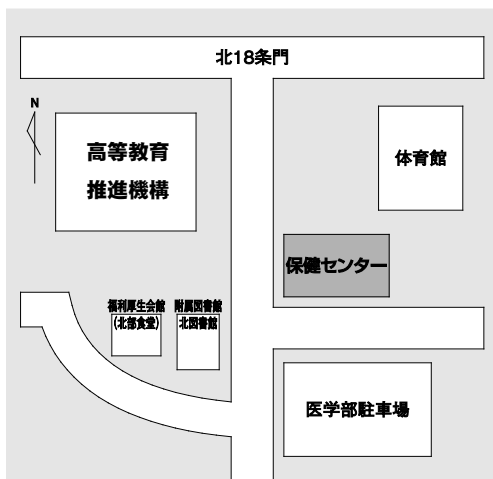 北18条門
N
高等教育
推進機構
体育館
保健センター
福利厚生会館
(北部食堂)
附属図書館
北図書館
医学部駐車場